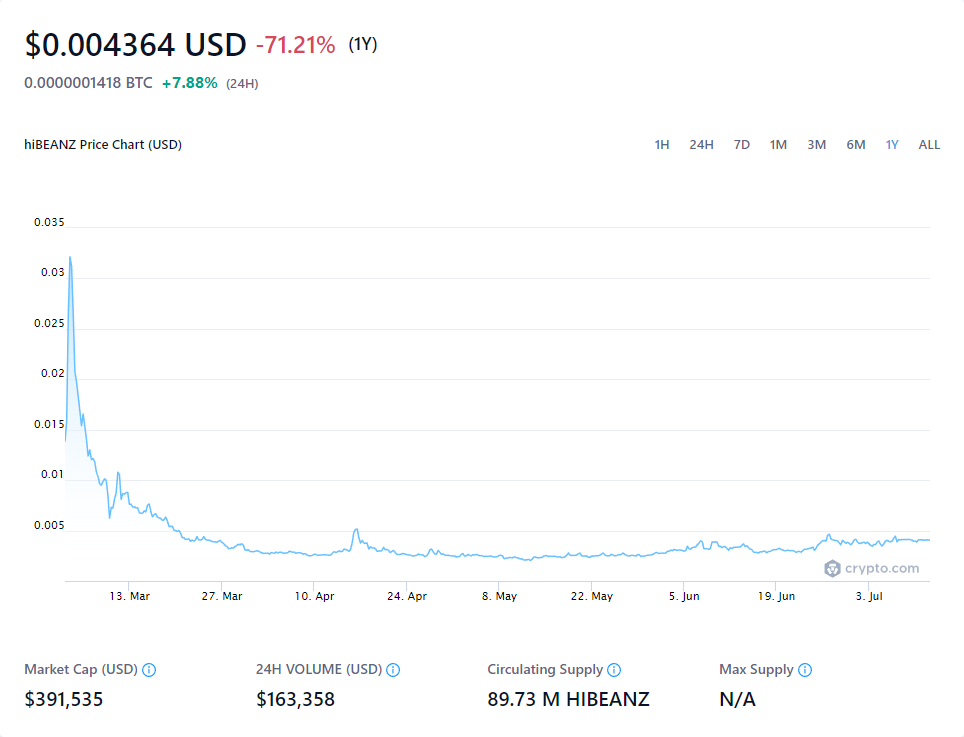 $0.004364 USD -71.21% (1Y)
0.0000001418 BTC +7.88% (24H)
hiBEANZ Price Chart (USD) 1H 24H 7D 1M 3M 6M 1Y ALL
0.035
0.03
0.025
0.02
0.015
0.01
0.005
crypto.com
13. Mar 27. Mar 10. Apr 24. Apr 8. May 22. May 5. Jun 19. Jun 3. Jul
Market Cap (USD) 24H VOLUME (USD) Circulating Supply Max Supply
$391,535 $163,358 89.73 M HIBEANZ N/A